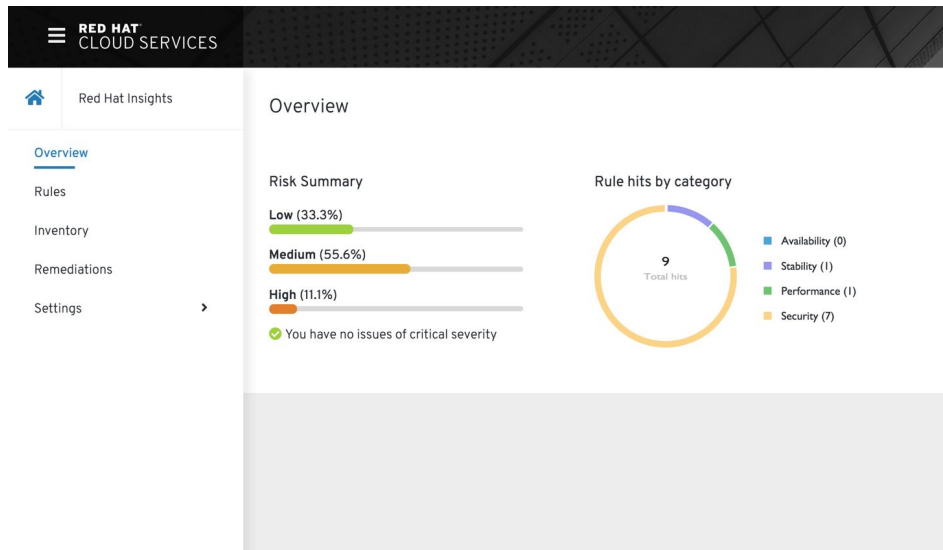 RED HAT
CLOUD SERVICES
Red Hat Insights
Overview
Rules
Inventory
Remediations
Settings
Overview
Risk Summary
Low (33.3%)
Medium (55.6%)
High (11.1%)
You have no issues of critical severity
Rule hits by category
9
Total hits
Availability (0)
Stability (1)
Performance (1)
Security (7)